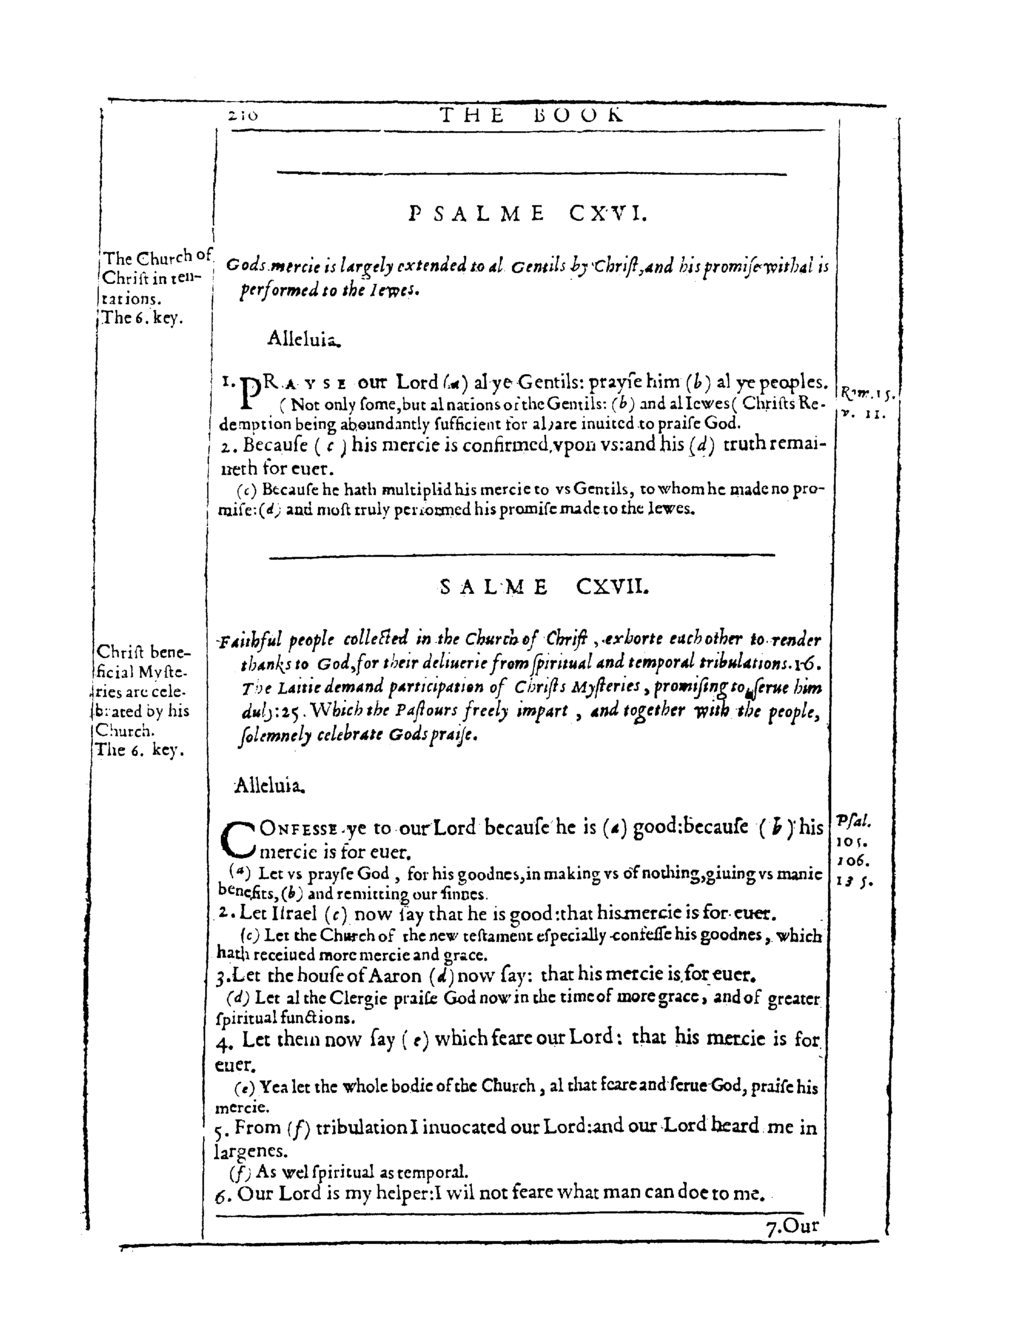 210 THE BOOK
PSALME CXVI.
The Church of
Chriſt in ten-
tations.
The 6. key.
Gods mercie is largely extended to al Gentils by Chriſt, and his promiſe withal is
performed to the Iewes.
Alleluia.
1. PRAYSE our Lord (a) al ye Gentils: prayſe him (b) al ye peoples.
( Not only ſome, but al nations of the Gentils: (b) and al Iewes ( Chriſts Re-
demption being aboundantly ſufficient for al) are inuited to praiſe God.
2. Becauſe ( c ) his mercie is confirmed, vpon vs: and his (d) truth remai-
neth for euer.
(c) Becauſe he hath multiplid his mercie to vs Gentils, to whom he made no pro-
miſe: (d) and moſt truly performed his promiſe made to the Iewes.
Rom. 15.
v. 11.
SALME CXVII.
Chriſt bene-
ficial Myſte-
ries are cele-
brated by his
Church.
The 6. key.
Faithful people collected in the Church of Chriſt, exhorte each other to render
thanks to God, for their deliuerie from ſpiritual and temporal tribulations. 16.
The Laitie demand participation of Chriſts Myſteries, promiſing to ſerue him
duly: 25. Which the Paſtours freely impart, and together with the people,
ſolemnely celebrate Gods praiſe.
Alleluia.
CONFESSE ye to our Lord becauſe he is (a) good: becauſe (b) his
mercie is for euer.
(a) Let vs prayſe God, for his goodnes, in making vs of nothing, giuing vs manie
benefits, (b) and remitting our ſinnes.
2. Let Iſrael (c) now ſay that he is good: that his mercie is for euer.
(c) Let the Church of the new teſtament eſpecially confeſſe his goodnes, which
hath receiued more mercie and grace.
3. Let the houſe of Aaron (d) now ſay: that his mercie is for euer.
(d) Let al the Clergie praiſe God now in the time of more grace, and of greater
ſpiritual functions.
4. Let them now ſay (e) which feare our Lord: that his mercie is for
euer.
(e) Yea let the whole bodie of the Church, al that feare and ſerue God, praiſe his
mercie.
5. From (f) tribulation I inuocated our Lord: and our Lord heard me in
largenes.
(f) As wel ſpiritual as temporal.
6. Our Lord is my helper: I wil not feare what man can doe to me.
Pſal.
105.
106.
135.
7. Our